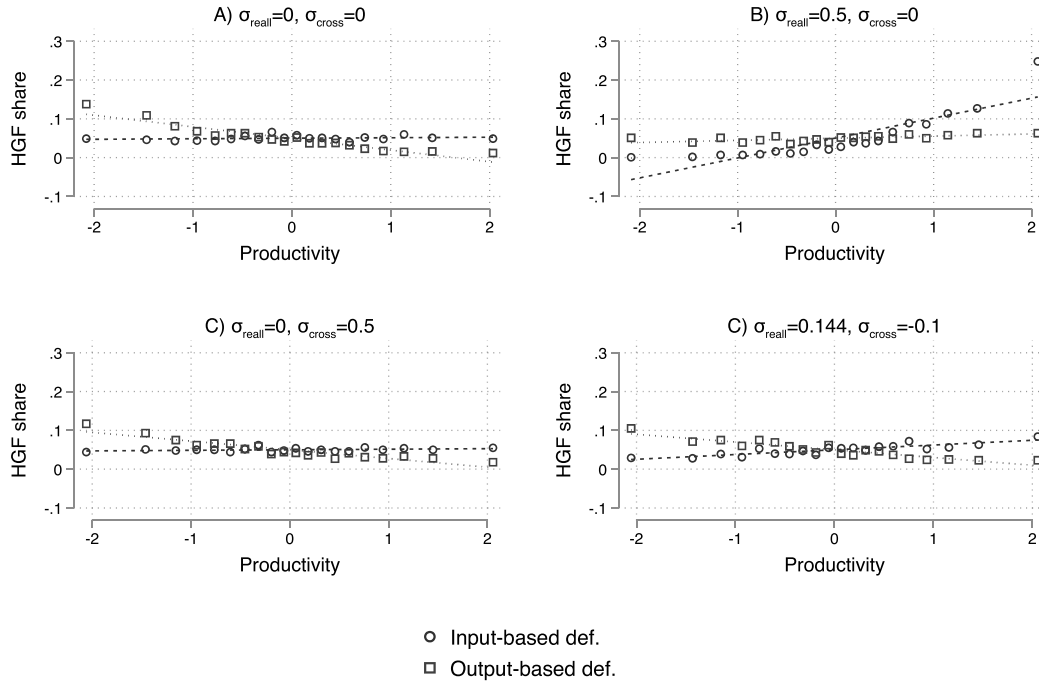 A) σreall=0, σcross=0
.3
.2
.1
0
-.1
HGF share
-2 -1 0 1 2
Productivity
B) σreall=0.5, σcross=0
.3
.2
.1
0
-.1
HGF share
-2 -1 0 1 2
Productivity
C) σreall=0, σcross=0.5
.3
.2
.1
0
-.1
HGF share
-2 -1 0 1 2
Productivity
C) σreall=0.144, σcross=-0.1
.3
.2
.1
0
-.1
HGF share
-2 -1 0 1 2
Productivity
Input-based def.
Output-based def.